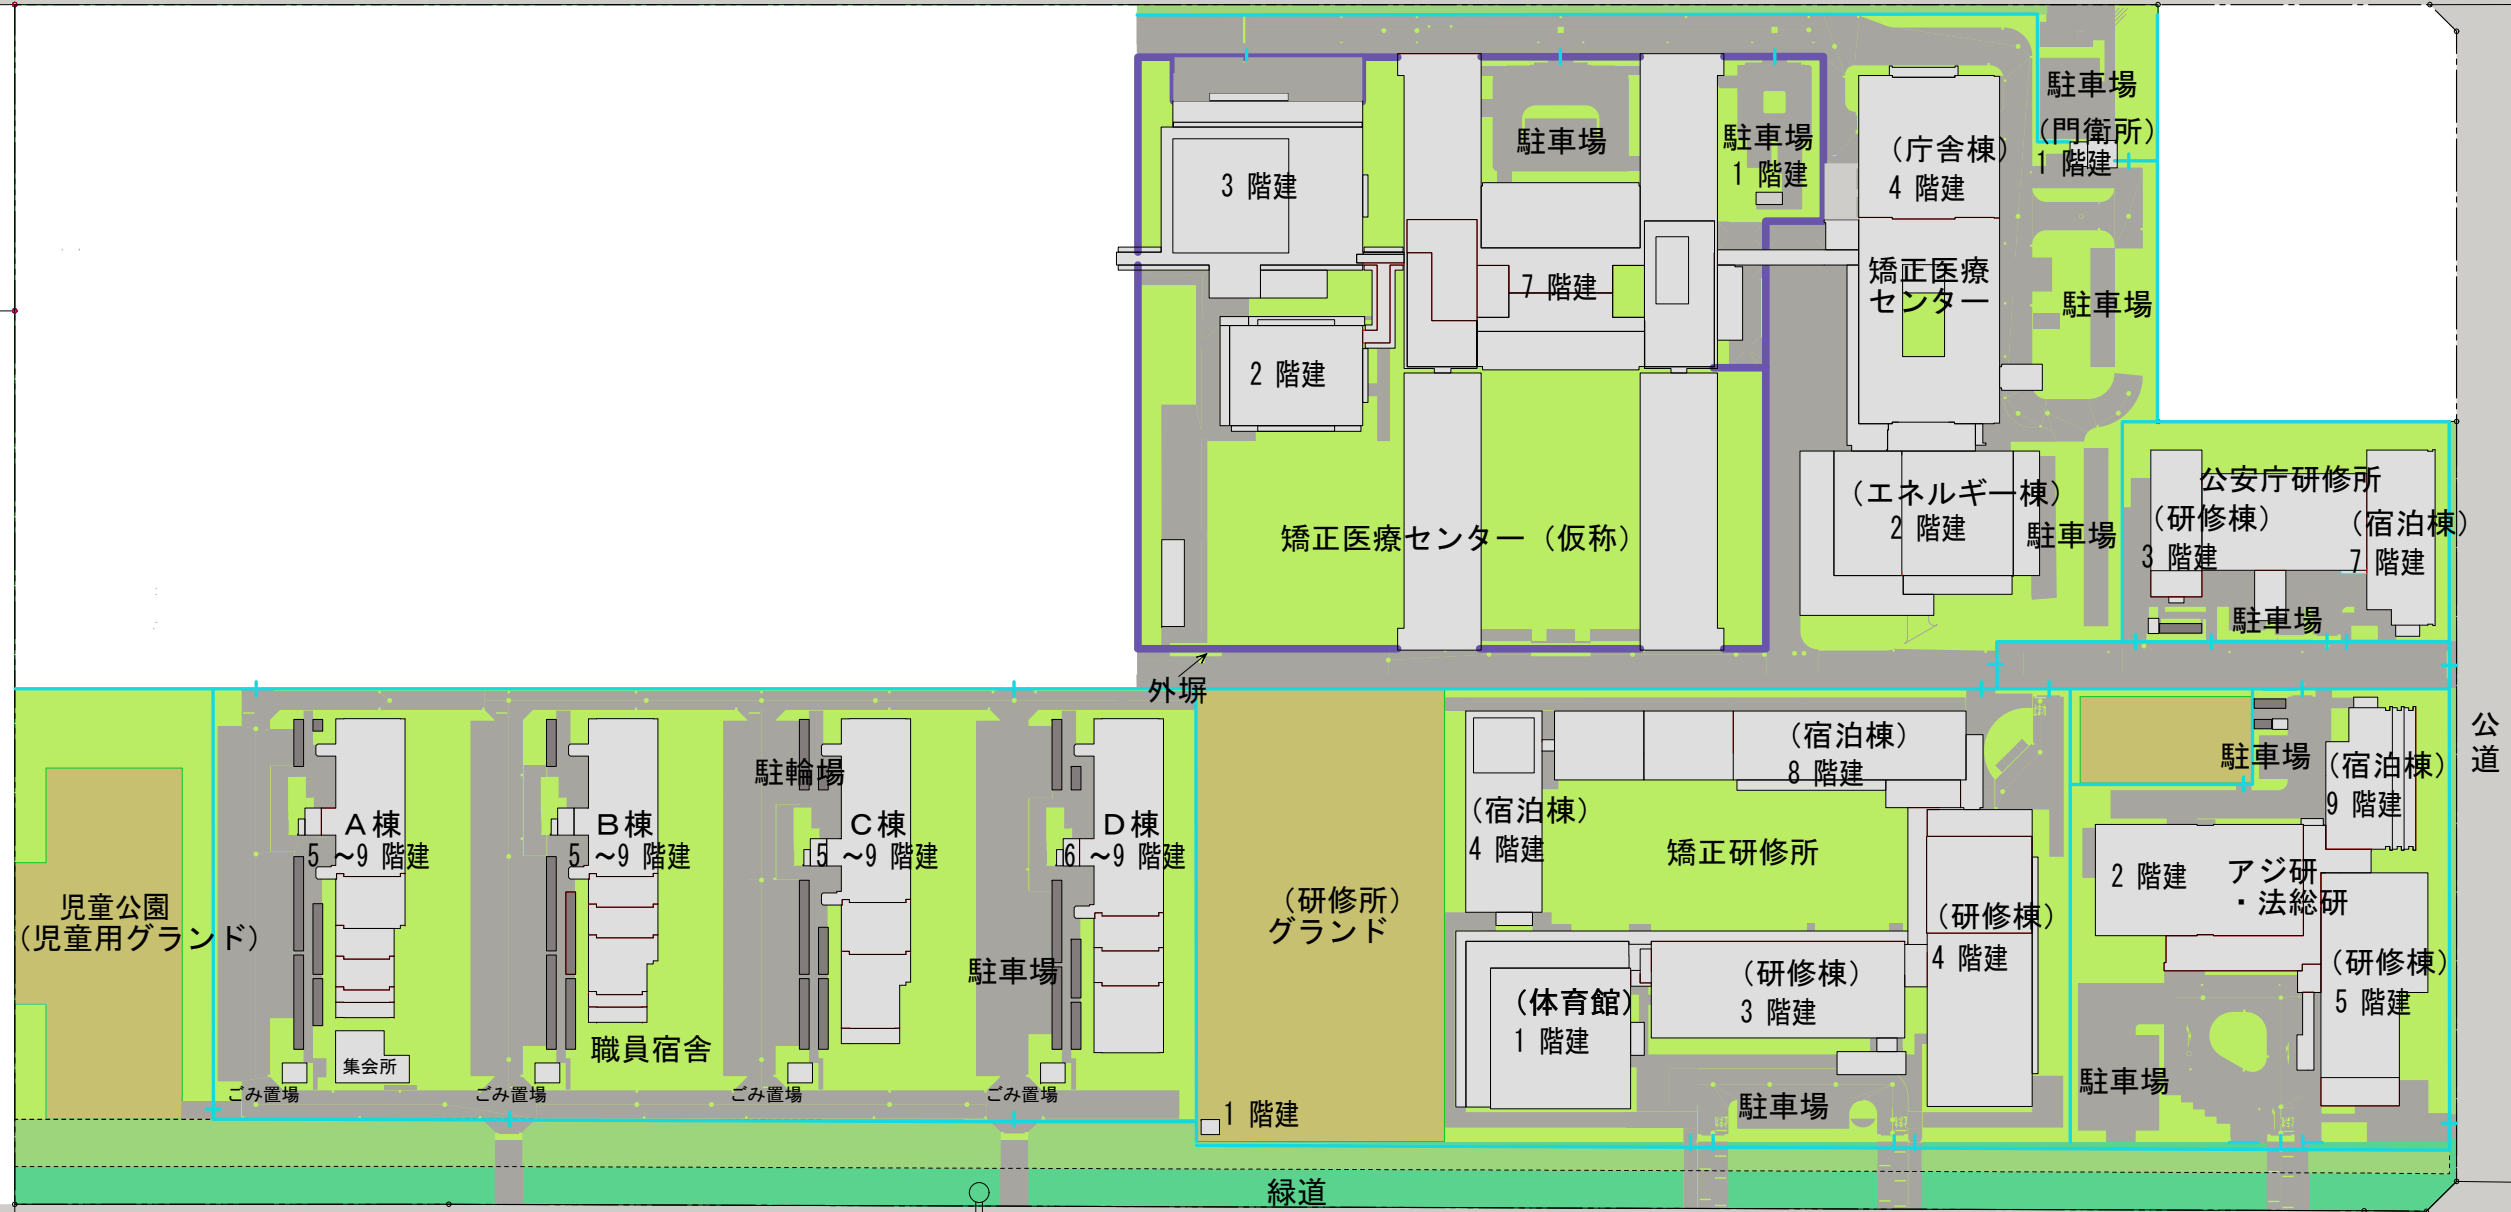 駐車場
(門衛所)
1 階建
駐車場
駐車場
1 階建
(庁舎棟)
4 階建
3 階建
矯正医療
センター
駐車場
7 階建
2 階建
公安庁研修所
(研修棟)
3 階建
(宿泊棟)
7 階建
駐車場
(エネルギー棟)
2 階建
駐車場
矯正医療センター(仮称)
外塀
公道
駐輪場
A棟
5 ~9 階建
B棟
5 ~9 階建
C棟
5 ~9 階建
D棟
6 ~9 階建
児童公園
(児童用グランド)
駐車場
職員宿舎
集会所
ごみ置場
ごみ置場
ごみ置場
ごみ置場
(研修所)
グランド
1 階建
(宿泊棟)
8 階建
(宿泊棟)
4 階建
矯正研修所
(研修棟)
4 階建
(研修棟)
3 階建
(体育館)
1 階建
駐車場
駐車場
(宿泊棟)
9 階建
2 階建
アジ研
・法総研
(研修棟)
5 階建
駐車場
緑道